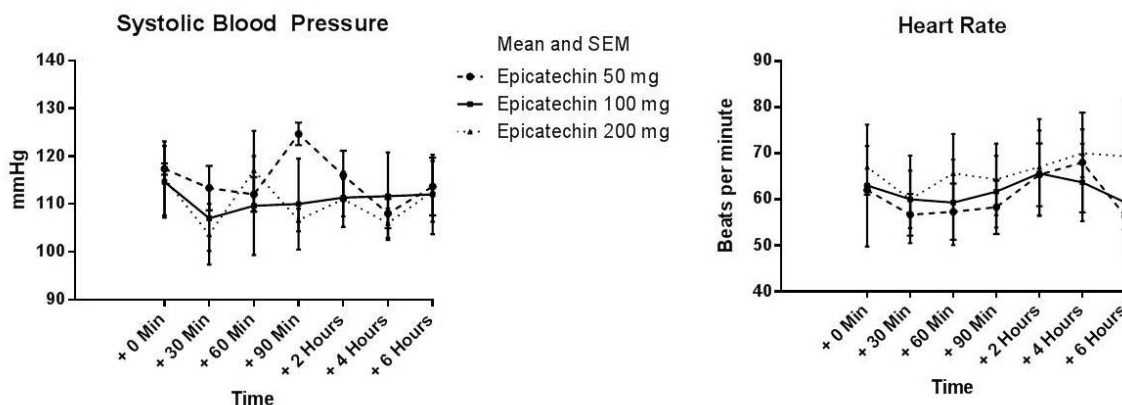 Systolic Blood Pressure
140
130
120
110
100
90
mmHg
+ 0 Min
+ 30 Min
+ 60 Min
+ 90 Min
+ 2 Hours
+ 4 Hours
+ 6 Hours
Time
Mean and SEM
Epicatechin 50 mg
Epicatechin 100 mg
Epicatechin 200 mg
Heart Rate
90
80
70
60
50
40
Beats per minute
+ 0 Min
+ 30 Min
+ 60 Min
+ 90 Min
+ 2 Hours
+ 4 Hours
+ 6 Hours
Time